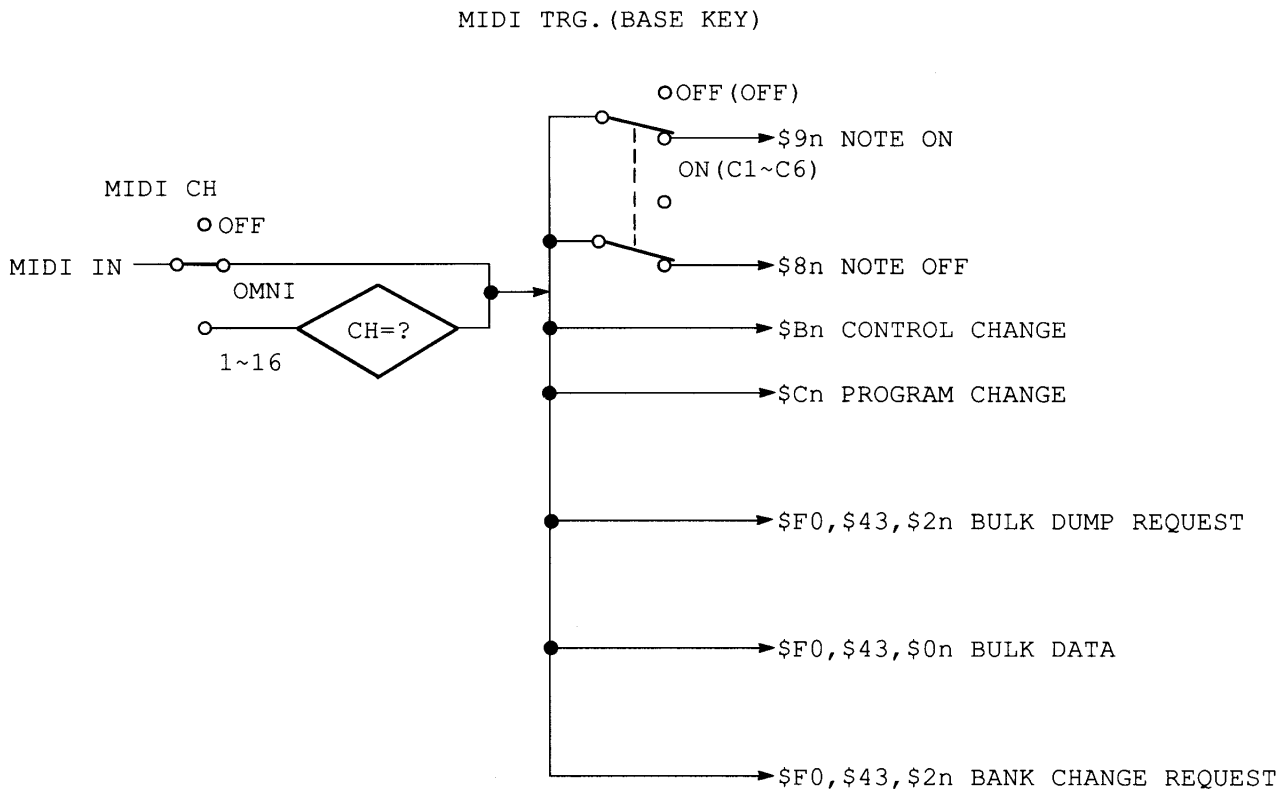 MIDI TRG.(BASE KEY)
OFF(OFF)
$9n NOTE ON
ON(C1~C6)
MIDI CH
OFF
MIDI IN
OMNI
$8n NOTE OFF
CH=?
1~16
$Bn CONTROL CHANGE
$Cn PROGRAM CHANGE
$F0,$43,$2n BULK DUMP REQUEST
$F0,$43,$0n BULK DATA
$F0,$43,$2n BANK CHANGE REQUEST